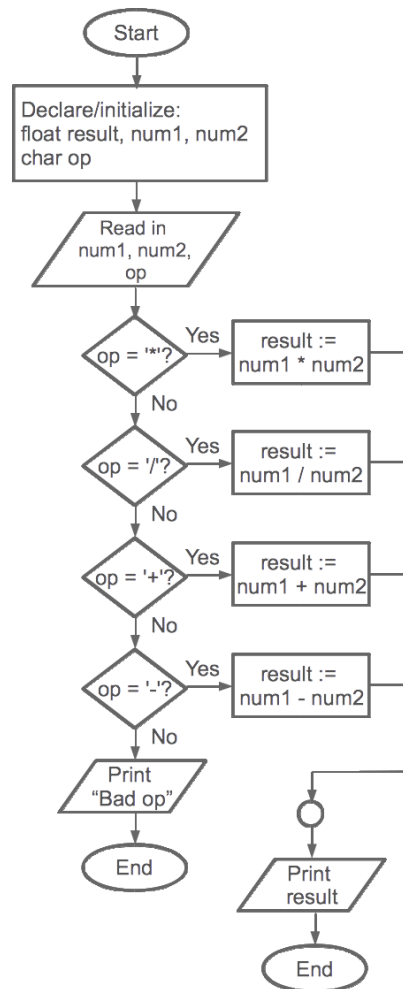 Start
Declare/initialize:
float result, num1, num2
char op
Read in
num1, num2,
op
op = '*'?
Yes
result :=
num1 * num2
No
op = '/'?
Yes
result :=
num1 / num2
No
op = '+'?
Yes
result :=
num1 + num2
No
op = '-'?
Yes
result :=
num1 - num2
No
Print
“Bad op”
End
Print
result
End